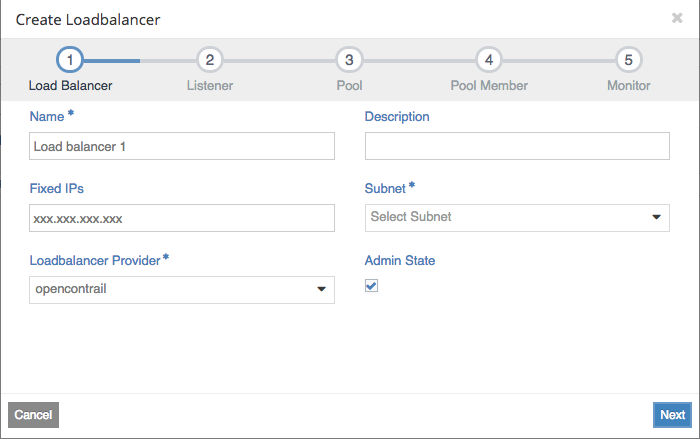 Create Loadbalancer ×
1 2 3 4 5
Load Balancer Listener Pool Pool Member Monitor
Name * Description
Load balancer 1
Fixed IPs Subnet *
xxx.xxx.xxx.xxx Select Subnet
Loadbalancer Provider * Admin State
opencontrail
Cancel Next